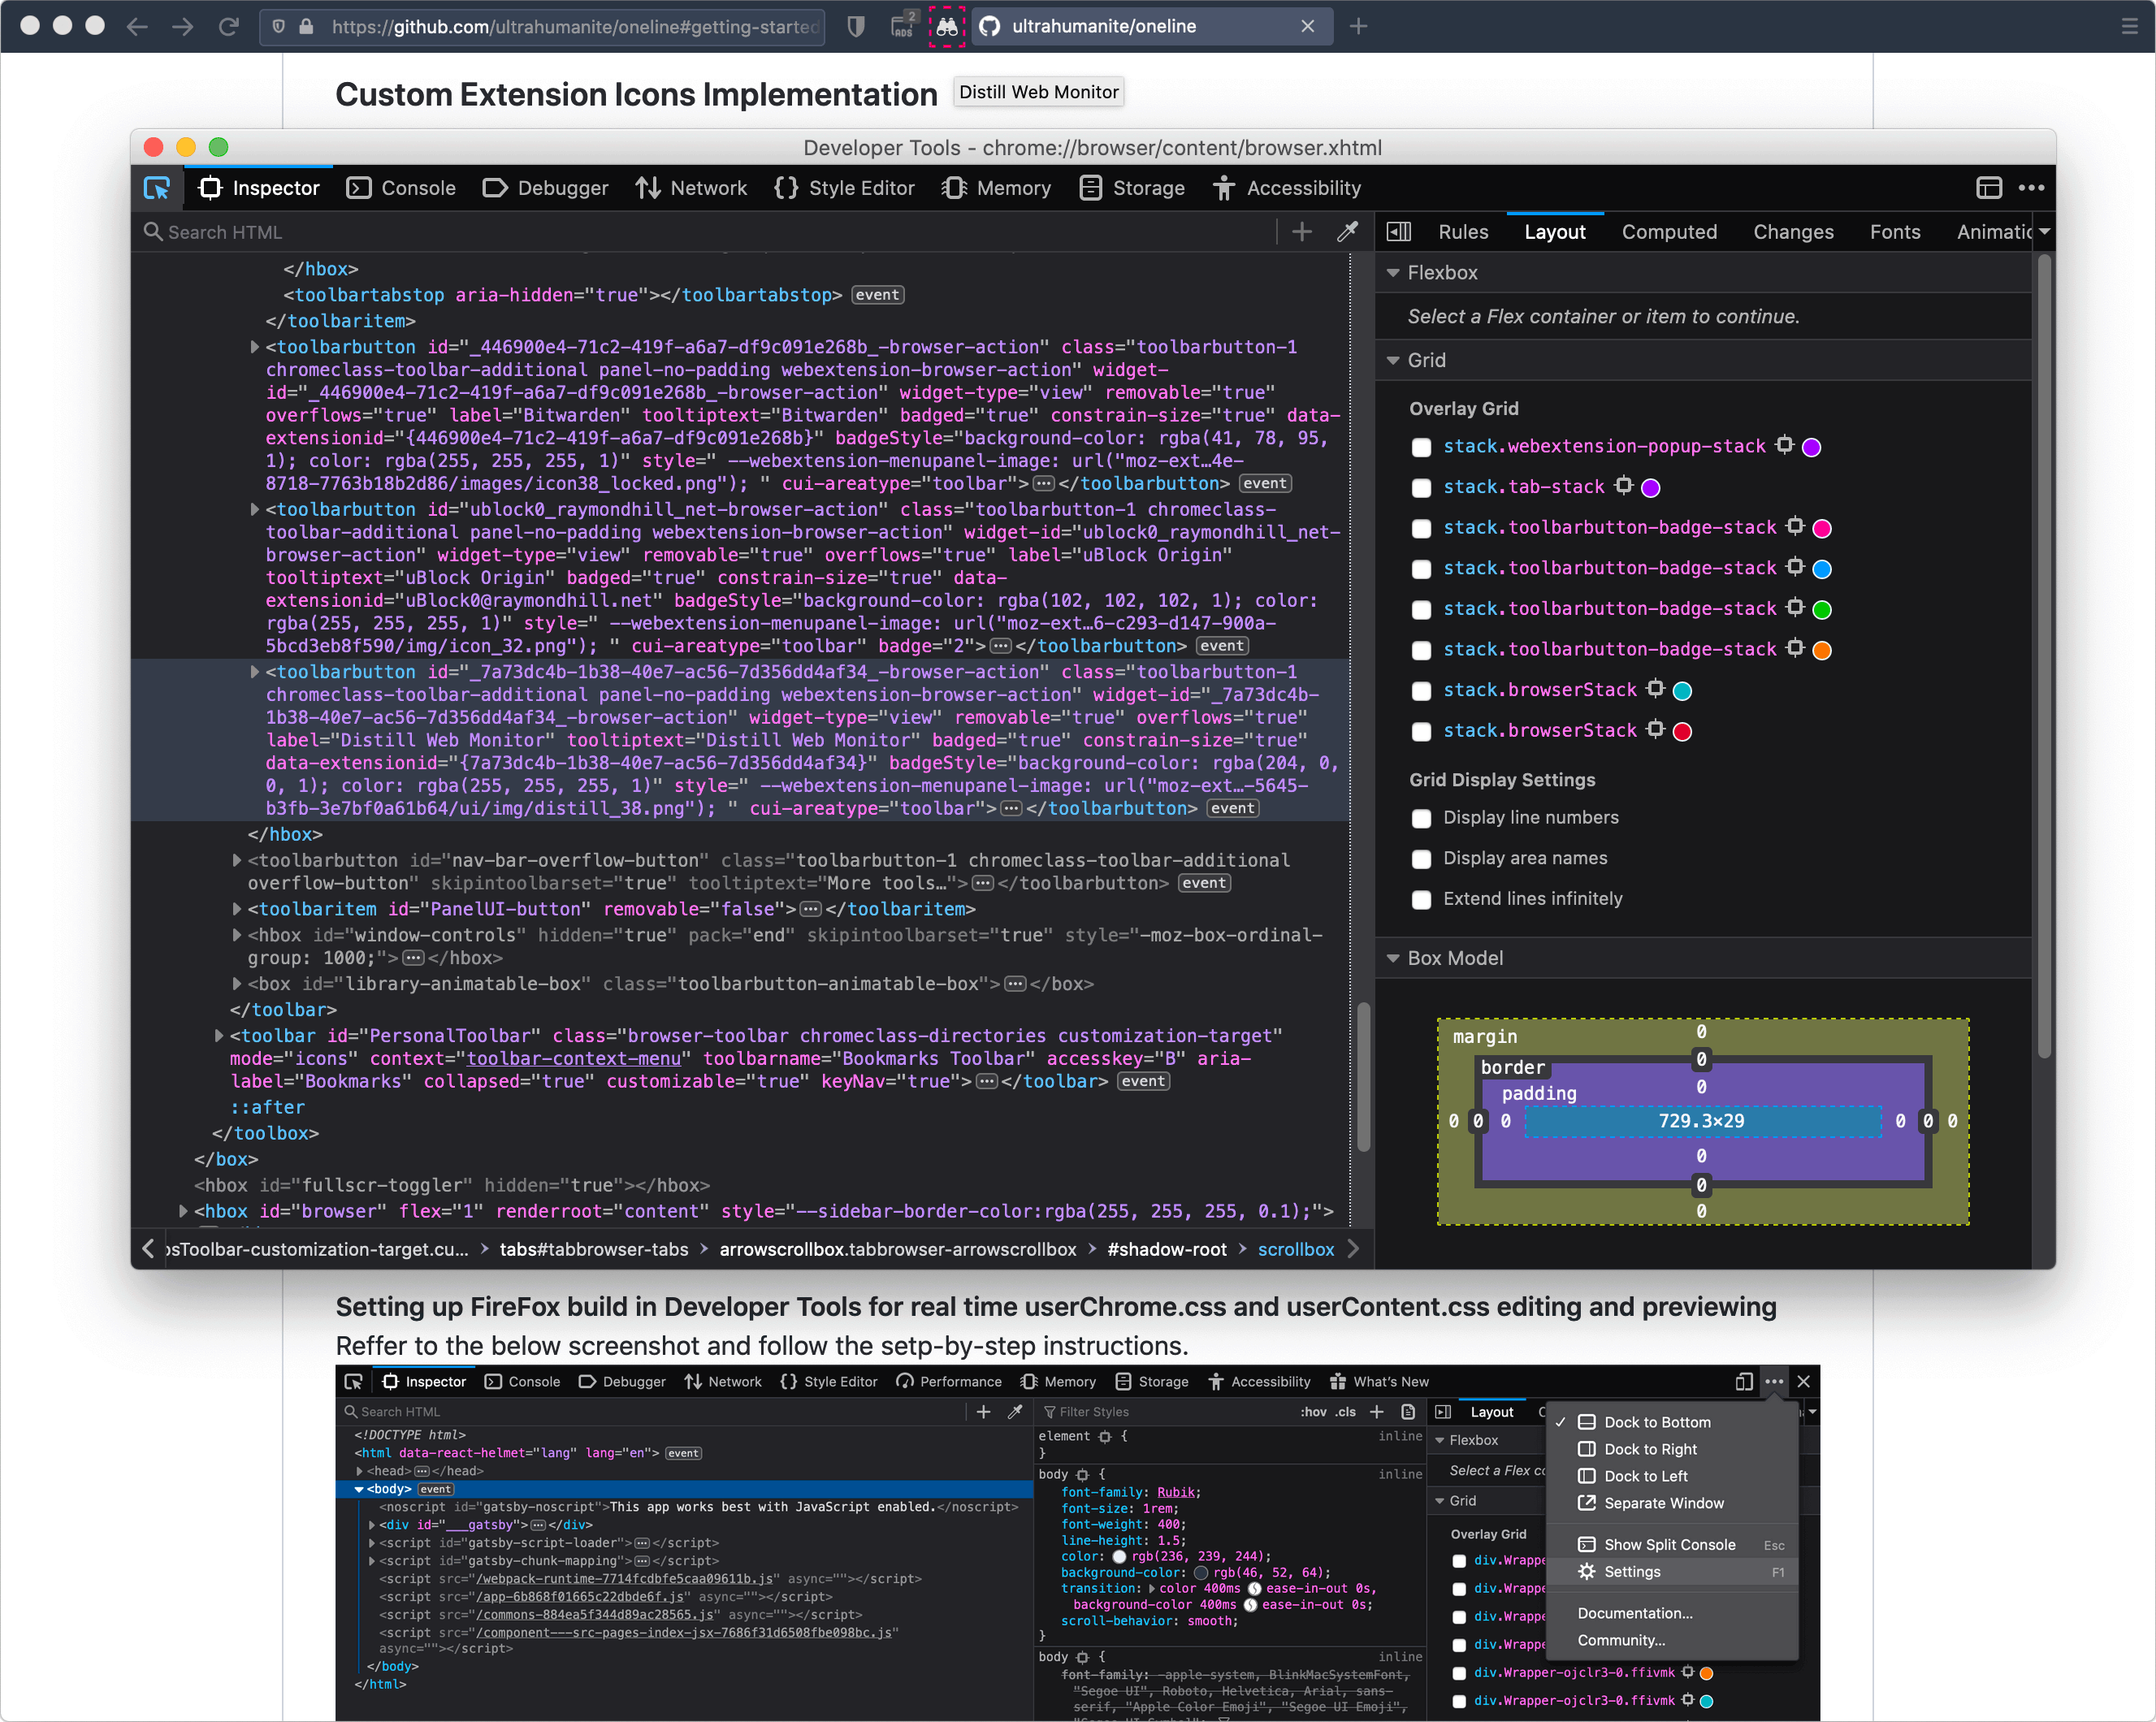 https://github.com/ultrahumanite/oneline#getting-started
2
ADS
ultrahumanite/oneline
Custom Extension Icons Implementation
Distill Web Monitor
Developer Tools - chrome://browser/content/browser.xhtml
Inspector Console Debugger Network Style Editor Memory Storage Accessibility
Search HTML
Rules Layout Computed Changes Fonts Animatic
</hbox>
<toolbartabstop aria-hidden="true"></toolbartabstop> event
</toolbaritem>
<toolbarbutton id="_446900e4-71c2-419f-a6a7-df9c091e268b_-browser-action" class="toolbarbutton-1
chromeclass-toolbar-additional panel-no-padding webextension-browser-action" widget-
id="_446900e4-71c2-419f-a6a7-df9c091e268b_-browser-action" widget-type="view" removable="true"
overflows="true" label="Bitwarden" tooltiptext="Bitwarden" badged="true" constrain-size="true" data-
extensionid="{446900e4-71c2-419f-a6a7-df9c091e268b}" badgeStyle="background-color: rgba(41, 78, 95,
1); color: rgba(255, 255, 255, 1)" style=" --webextension-menupanel-image: url("moz-ext…4e-
8718-7763b18b2d86/images/icon38_locked.png"); " cui-areatype="toolbar">⋯</toolbarbutton> event
<toolbarbutton id="ublock0_raymondhill_net-browser-action" class="toolbarbutton-1 chromeclass-
toolbar-additional panel-no-padding webextension-browser-action" widget-id="ublock0_raymondhill_net-
browser-action" widget-type="view" removable="true" overflows="true" label="uBlock Origin"
tooltiptext="uBlock Origin" badged="true" constrain-size="true" data-
extensionid="uBlock0@raymondhill.net" badgeStyle="background-color: rgba(102, 102, 102, 1); color:
rgba(255, 255, 255, 1)" style=" --webextension-menupanel-image: url("moz-ext…6-c293-d147-900a-
5bcd3eb8f590/img/icon_32.png"); " cui-areatype="toolbar" badge="2">⋯</toolbarbutton> event
<toolbarbutton id="_7a73dc4b-1b38-40e7-ac56-7d356dd4af34_-browser-action" class="toolbarbutton-1
chromeclass-toolbar-additional panel-no-padding webextension-browser-action" widget-id="_7a73dc4b-
1b38-40e7-ac56-7d356dd4af34_-browser-action" widget-type="view" removable="true" overflows="true"
label="Distill Web Monitor" tooltiptext="Distill Web Monitor" badged="true" constrain-size="true"
data-extensionid="{7a73dc4b-1b38-40e7-ac56-7d356dd4af34}" badgeStyle="background-color: rgba(204, 0,
0, 1); color: rgba(255, 255, 255, 1)" style=" --webextension-menupanel-image: url("moz-ext…-5645-
b3fb-3e7bf0a61b64/ui/img/distill_38.png"); " cui-areatype="toolbar">⋯</toolbarbutton> event
</hbox>
<toolbarbutton id="nav-bar-overflow-button" class="toolbarbutton-1 chromeclass-toolbar-additional
overflow-button" skipintoolbarset="true" tooltiptext="More tools…">⋯</toolbarbutton> event
<toolbaritem id="PanelUI-button" removable="false">⋯</toolbaritem>
<hbox id="window-controls" hidden="true" pack="end" skipintoolbarset="true" style="-moz-box-ordinal-
group: 1000;">⋯</hbox>
<box id="library-animatable-box" class="toolbarbutton-animatable-box">⋯</box>
</toolbar>
<toolbar id="PersonalToolbar" class="browser-toolbar chromeclass-directories customization-target"
mode="icons" context="toolbar-context-menu" toolbarname="Bookmarks Toolbar" accesskey="B" aria-
label="Bookmarks" collapsed="true" customizable="true" keyNav="true">⋯</toolbar> event
::after
</toolbox>
</box>
<hbox id="fullscr-toggler" hidden="true"></hbox>
<hbox id="browser" flex="1" renderroot="content" style="--sidebar-border-color:rgba(255, 255, 255, 0.1);">
osToolbar-customization-target.cu... > tabs#tabbrowser-tabs > arrowscrollbox.tabbrowser-arrowscrollbox > #shadow-root > scrollbox
Flexbox
Select a Flex container or item to continue.
Grid
Overlay Grid
stack.webextension-popup-stack
stack.tab-stack
stack.toolbarbutton-badge-stack
stack.toolbarbutton-badge-stack
stack.toolbarbutton-badge-stack
stack.toolbarbutton-badge-stack
stack.browserStack
stack.browserStack
Grid Display Settings
Display line numbers
Display area names
Extend lines infinitely
Box Model
margin 0
border 0
padding 0
0 0 0 729.3×29 0 0 0
0
0
0
Setting up FireFox build in Developer Tools for real time userChrome.css and userContent.css editing and previewing
Reffer to the below screenshot and follow the setp-by-step instructions.
Inspector Console Debugger Network Style Editor Performance Memory Storage Accessibility What's New
Search HTML
<!DOCTYPE html>
<html data-react-helmet="lang" lang="en"> event
<head>⋯</head>
<body> event
<noscript id="gatsby-noscript">This app works best with JavaScript enabled.</noscript>
<div id="___gatsby">⋯</div>
<script id="gatsby-script-loader">⋯</script>
<script id="gatsby-chunk-mapping">⋯</script>
<script src="/webpack-runtime-7714fcdbfe5caa09611b.js" async=""></script>
<script src="/app-6b868f01665c22dbde6f.js" async=""></script>
<script src="/commons-884ea5f344d89ac28565.js" async=""></script>
<script src="/component---src-pages-index-jsx-7686f31d6508fbe098bc.js"
async=""></script>
</body>
</html>
Filter Styles :hov .cls
element { inline
}
body { inline
font-family: Rubik;
font-size: 1rem;
font-weight: 400;
line-height: 1.5;
color: rgb(236, 239, 244);
background-color: rgb(46, 52, 64);
transition: color 400ms ease-in-out 0s,
background-color 400ms ease-in-out 0s;
scroll-behavior: smooth;
}
body { inline
font-family: -apple-system, BlinkMacSystemFont,
"Segoe UI", Roboto, Helvetica, Arial, sans-
serif, "Apple Color Emoji", "Segoe UI Emoji",
Layout C
Flexbox
Select a Flex co
Grid
Overlay Grid
div.Wrappe
div.Wrappe
div.Wrappe
div.Wrappe
div.Wrapper-ojclr3-0.ffivmk
div.Wrapper-ojclr3-0.ffivmk
✓ Dock to Bottom
Dock to Right
Dock to Left
Separate Window
Show Split Console Esc
Settings F1
Documentation...
Community...